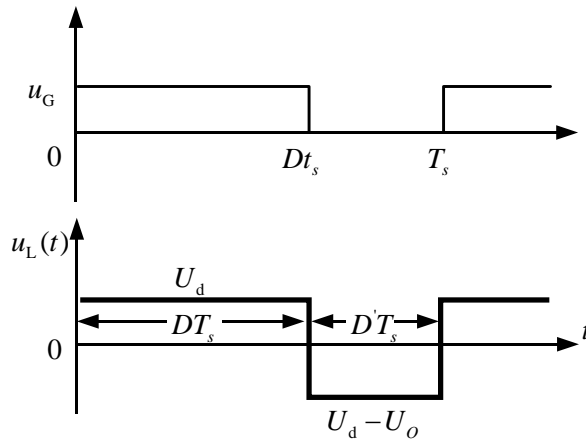 u_G
0
Dt_s
T_s
u_L(t)
U_d
DT_s
D'T_s
0
t
U_d − U_O